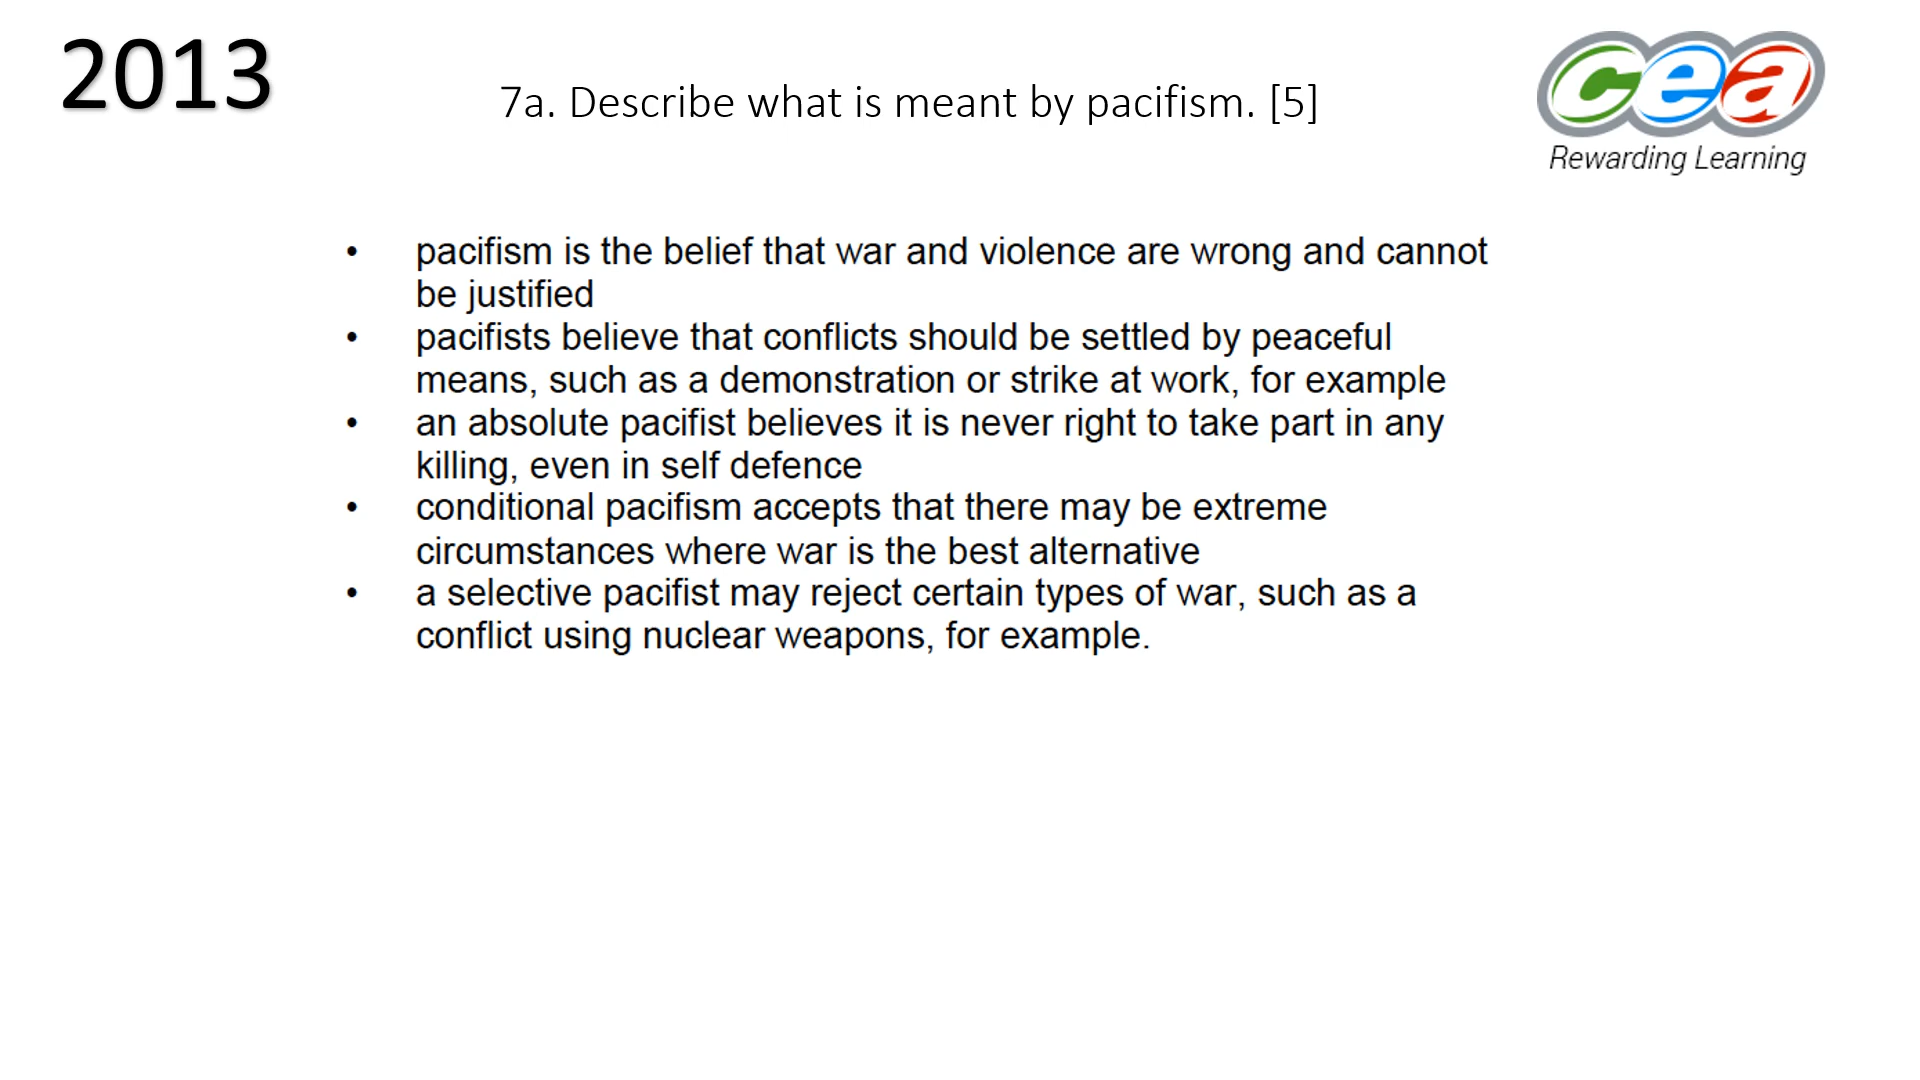 2013
7a. Describe what is meant by pacifism. [5]
cea
Rewarding Learning
• pacifism is the belief that war and violence are wrong and cannot
be justified
• pacifists believe that conflicts should be settled by peaceful
means, such as a demonstration or strike at work, for example
• an absolute pacifist believes it is never right to take part in any
killing, even in self defence
• conditional pacifism accepts that there may be extreme
circumstances where war is the best alternative
• a selective pacifist may reject certain types of war, such as a
conflict using nuclear weapons, for example.